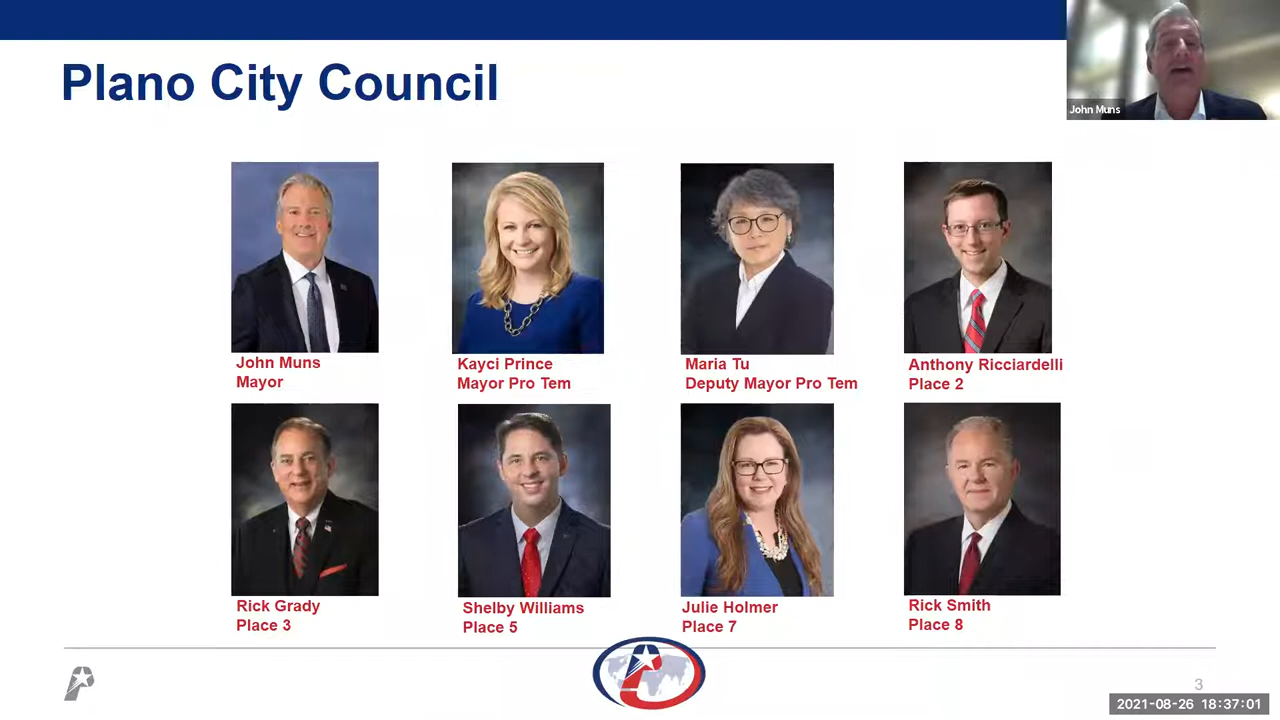 Plano City Council
John Muns
John Muns
Mayor
Kayci Prince
Mayor Pro Tem
Maria Tu
Deputy Mayor Pro Tem
Anthony Ricciardelli
Place 2
Rick Grady
Place 3
Shelby Williams
Place 5
Julie Holmer
Place 7
Rick Smith
Place 8
3
2021-08-26 18:37:01